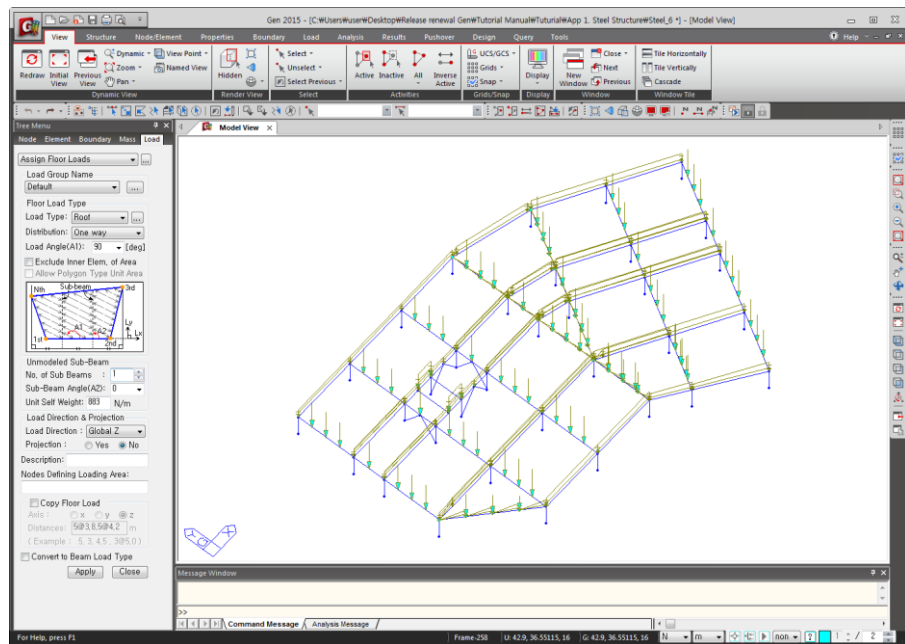 Gen 2015 - [C:\Users\user\Desktop\Release renewal Gen\Tutorial Manual\Tuturial\App 1. Steel Structure\Steel_6 *] - [Model View]
View Structure Node/Element Properties Boundary Load Analysis Results Pushover Design Query Tools Help
Redraw Initial View Previous View Dynamic Zoom Pan View Point Named View
Hidden
Select Unselect Select Previous
Active Inactive All Inverse Active
UCS/GCS Grids Snap
Display
New Window Close Next Previous
Tile Horizontally Tile Vertically Cascade
Dynamic View Render View Select Activities Grids/Snap Display Window Window Tile
Tree Menu
Node Element Boundary Mass Load
Model View
Assign Floor Loads
Load Group Name
Default
Floor Load Type
Load Type: Roof
Distribution: One way
Load Angle(A1): 90 [deg]
Exclude Inner Elem. of Area
Allow Polygon Type Unit Area
Nth Sub-beam 3rd
A1 A2 Ly
1st 2nd Lx
Unmodeled Sub-Beam
No. of Sub Beams : 1
Sub-Beam Angle(A2): 0
Unit Self Weight: 883 N/m
Load Direction & Projection
Load Direction : Global Z
Projection : Yes No
Description:
Nodes Defining Loading Area:
Copy Floor Load
Axis : x y z
Distances: 5@3,8,5@4,2 m
( Example : 5, 3, 4.5, 3@5.0 )
Convert to Beam Load Type
Apply Close
Y X
Message Window
>>
Command Message Analysis Message
For Help, press F1 Frame-258 U: 42.9, 36.55115, 16 G: 42.9, 36.55115, 16 N m non ? 1 / 2